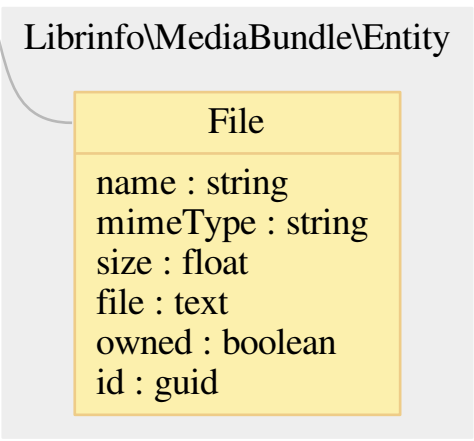 Librinfo\MediaBundle\Entity
File
name : string
mimeType : string
size : float
file : text
owned : boolean
id : guid